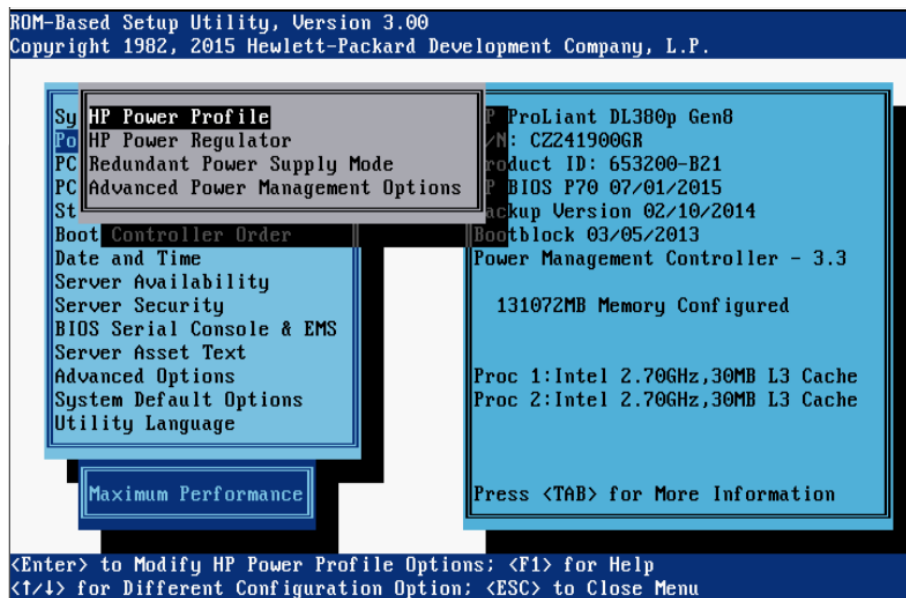 ROM-Based Setup Utility, Version 3.00
Copyright 1982, 2015 Hewlett-Packard Development Company, L.P.
HP Power Profile
HP Power Regulator
Redundant Power Supply Mode
Advanced Power Management Options
Sy
Po
PC
PC
St
Boot Controller Order
Date and Time
Server Availability
Server Security
BIOS Serial Console & EMS
Server Asset Text
Advanced Options
System Default Options
Utility Language
Maximum Performance
P ProLiant DL380p Gen8
/N: CZ241900GR
roduct ID: 653200-B21
P BIOS P70 07/01/2015
ackup Version 02/10/2014
Bootblock 03/05/2013
Power Management Controller - 3.3
131072MB Memory Configured
Proc 1:Intel 2.70GHz,30MB L3 Cache
Proc 2:Intel 2.70GHz,30MB L3 Cache
Press <TAB> for More Information
<Enter> to Modify HP Power Profile Options; <F1> for Help
<↑/↓> for Different Configuration Option; <ESC> to Close Menu